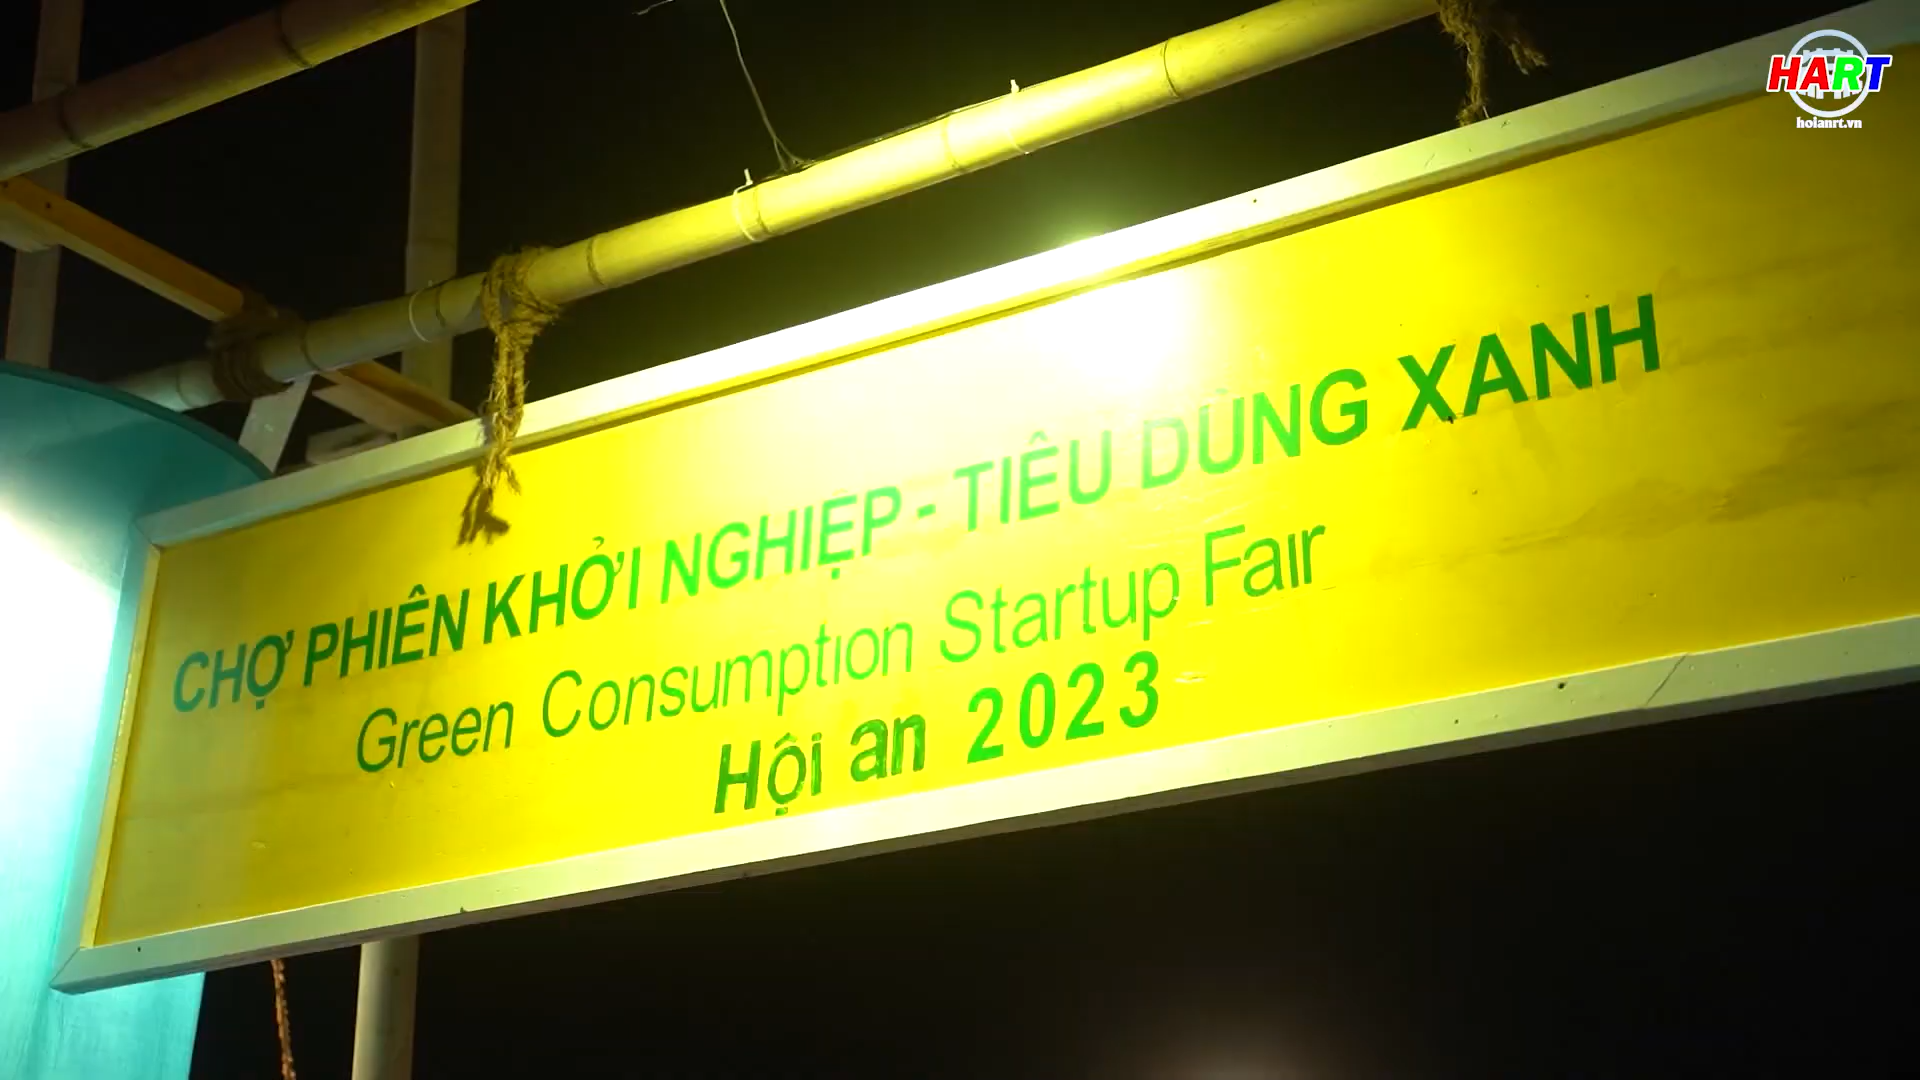 HART
hoianrt.vn
CHỢ PHIÊN KHỞI NGHIỆP - TIÊU DÙNG XANH
Green Consumption Startup Fair
Hội an 2023